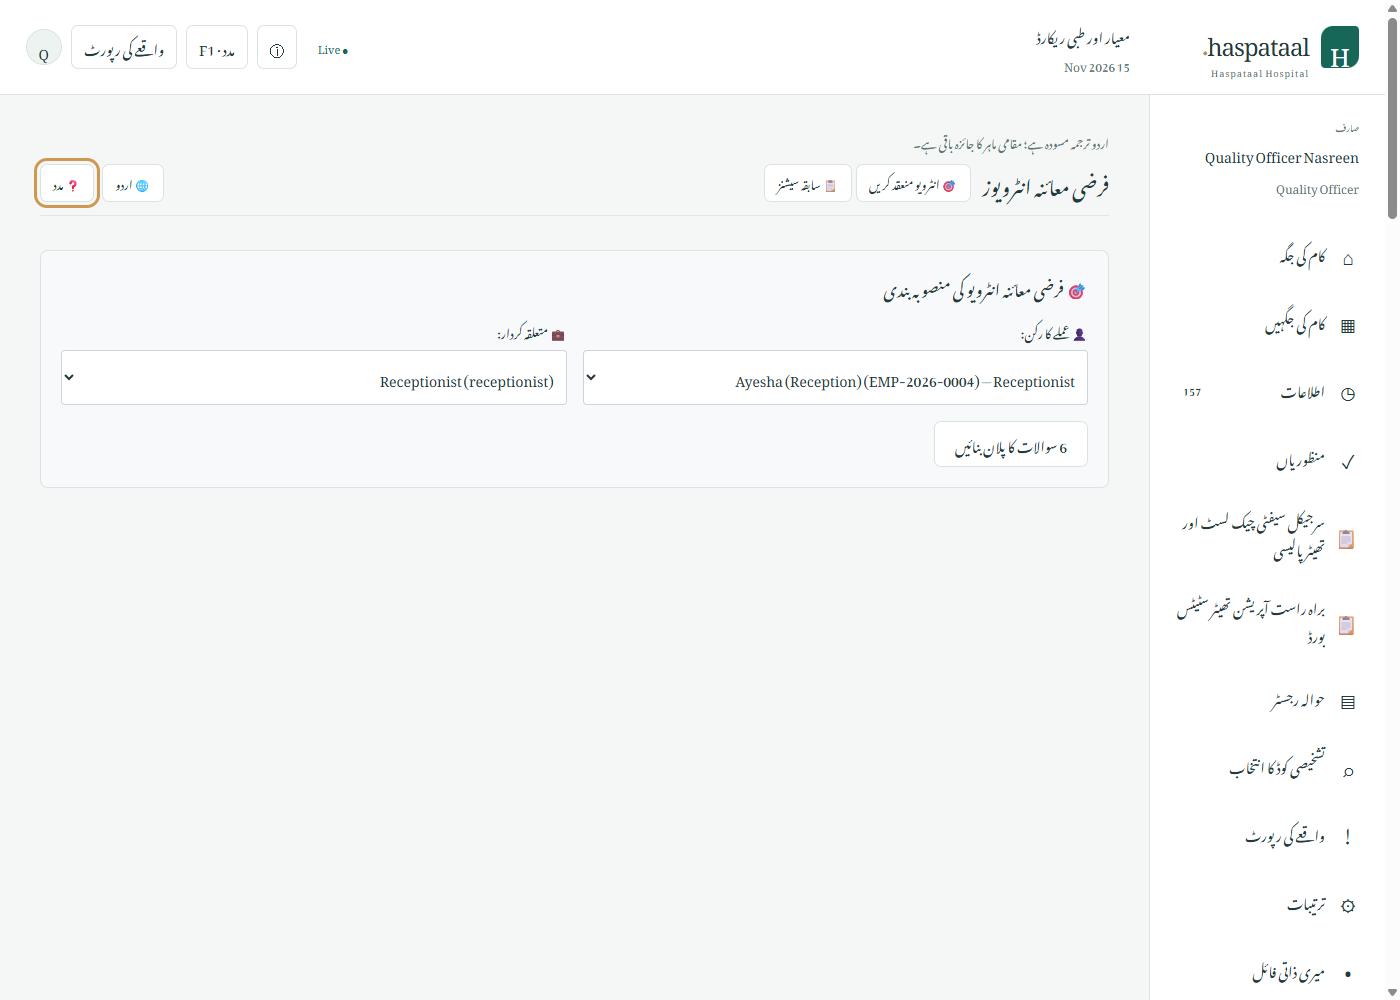 H
haspataal.
Haspataal Hospital
معیار اور طبی ریکارڈ
15 Nov 2026
Live
مدد F10
واقعے کی رپورٹ
Q
صارف
Quality Officer Nasreen
Quality Officer
کام کی جگہ
کام کی جگہیں
اطلاعات
157
منظوریاں
سرجیکل سیفٹی چیک لسٹ اور
تھیٹر پالیسی
براہ راست آپریشن تھیٹر سٹیٹس
بورڈ
حوالہ رجسٹر
تشخیصی کوڈ کا انتخاب
واقعے کی رپورٹ
ترتیبات
میری ذاتی فائل
اردو ترجمہ مسودہ ہے؛ مقامی ماہر کا جائزہ باقی ہے۔
فرضی معائنہ انٹرویوز
🎯 انٹرویو منعقد کریں
📋 سابقہ سیشنز
🌐 اردو
❓ مدد
🎯 فرضی معائنہ انٹرویو کی منصوبہ بندی
👤 عملے کا رکن:
Ayesha (Reception) (EMP-2026-0004) — Receptionist
💼 متعلقہ کردار:
Receptionist (receptionist)
6 سوالات کا پلان بنائیں